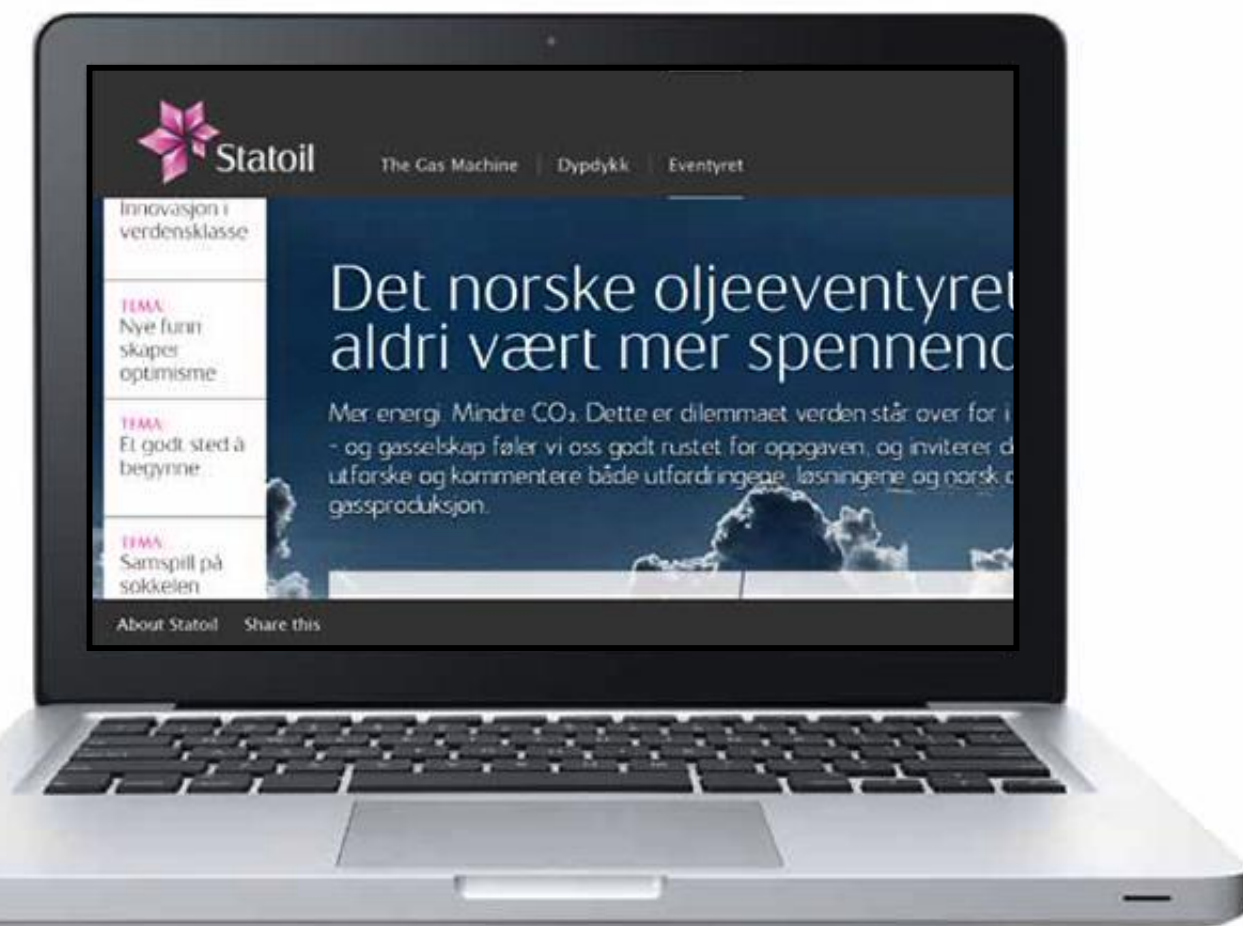 Statoil
The Gas Machine | Dypdykk | Eventyret
Innovasjon i
verdensklasse
TEMA:
Nye funn
skaper
optimisme
TEMA:
Et godt sted å
begynne
TEMA:
Samspill på
sokkelen
Det norske oljeeventyret
aldri vært mer spennend
Mer energi. Mindre CO₂. Dette er dilemmaet verden står over for i
- og gasselskap føler vi oss godt rustet for oppgaven, og inviterer d
utforske og kommentere både utfordringene, løsningene og norsk o
gassproduksjon.
About Statoil Share this